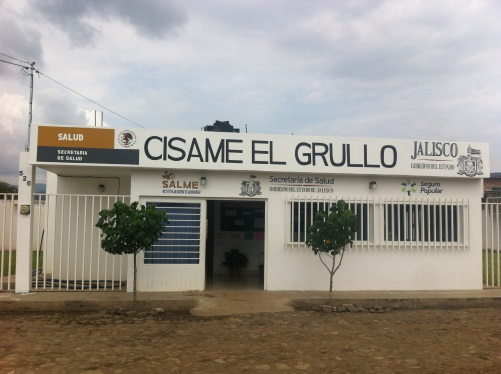 SALUD
SECRETARÍA
DE SALUD
CISAME EL GRULLO
JALISCO
GOBIERNO DEL ESTADO
526
SALME
Secretaría de Salud
GOBIERNO DEL ESTADO DE JALISCO
Seguro
Popular